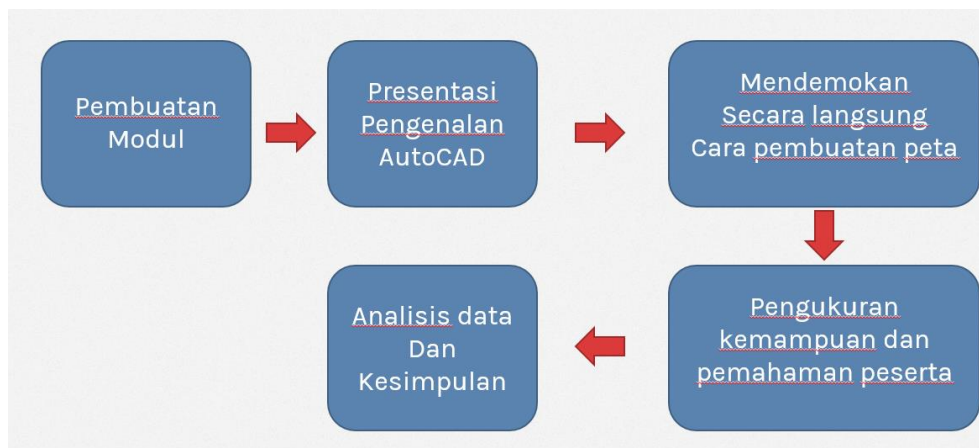 Pembuatan
Modul
Presentasi
Pengenalan
AutoCAD
Mendemokan
Secara langsung
Cara pembuatan peta
Pengukuran
kemampuan dan
pemahaman peserta
Analisis data
Dan
Kesimpulan